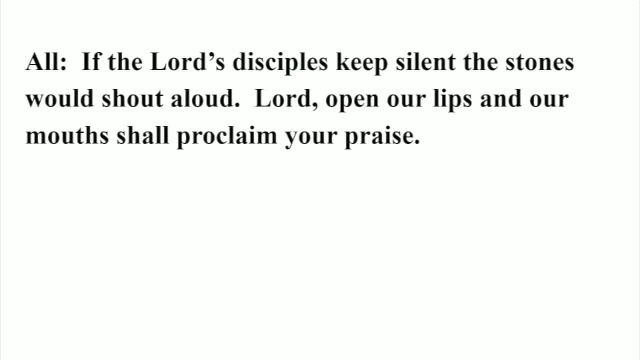 All:  If the Lord’s disciples keep silent the stones
would shout aloud.  Lord, open our lips and our
mouths shall proclaim your praise.